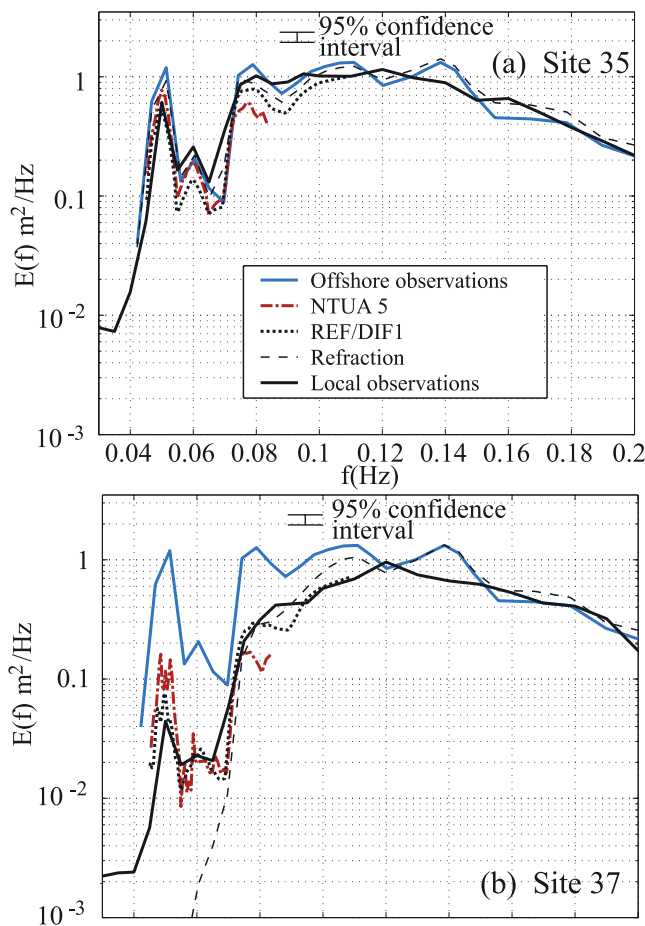 95% confidence
interval
(a) Site 35
1
0.1
10-2
10-3
E(f) m2/Hz
Offshore observations
NTUA 5
REF/DIF1
Refraction
Local observations
0.04 0.06 0.08 0.1 0.12 0.14 0.16 0.18 0.2
f(Hz)
95% confidence
interval
1
0.1
10-2
10-3
E(f) m2/Hz
(b) Site 37